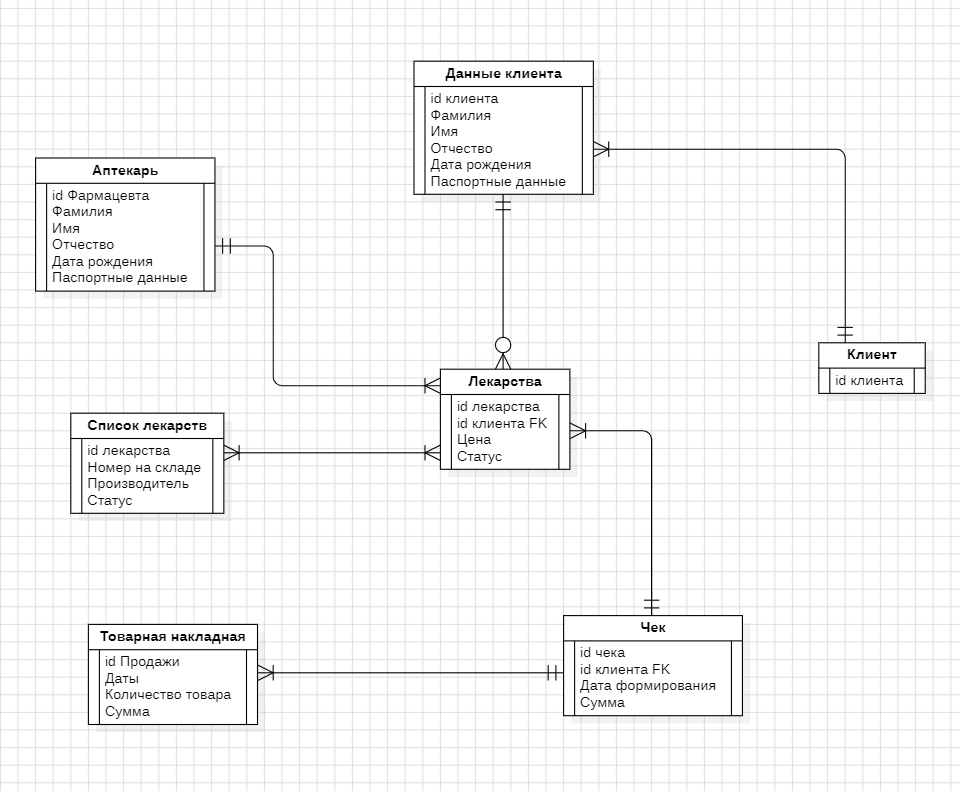 Данные клиента
id клиента
Фамилия
Имя
Отчество
Дата рождения
Паспортные данные
Аптекарь
id Фармацевта
Фамилия
Имя
Отчество
Дата рождения
Паспортные данные
Клиент
id клиента
Лекарства
id лекарства
id клиента FK
Цена
Статус
Список лекарств
id лекарства
Номер на складе
Производитель
Статус
Товарная накладная
id Продажи
Даты
Количество товара
Сумма
Чек
id чека
id клиента FK
Дата формирования
Сумма